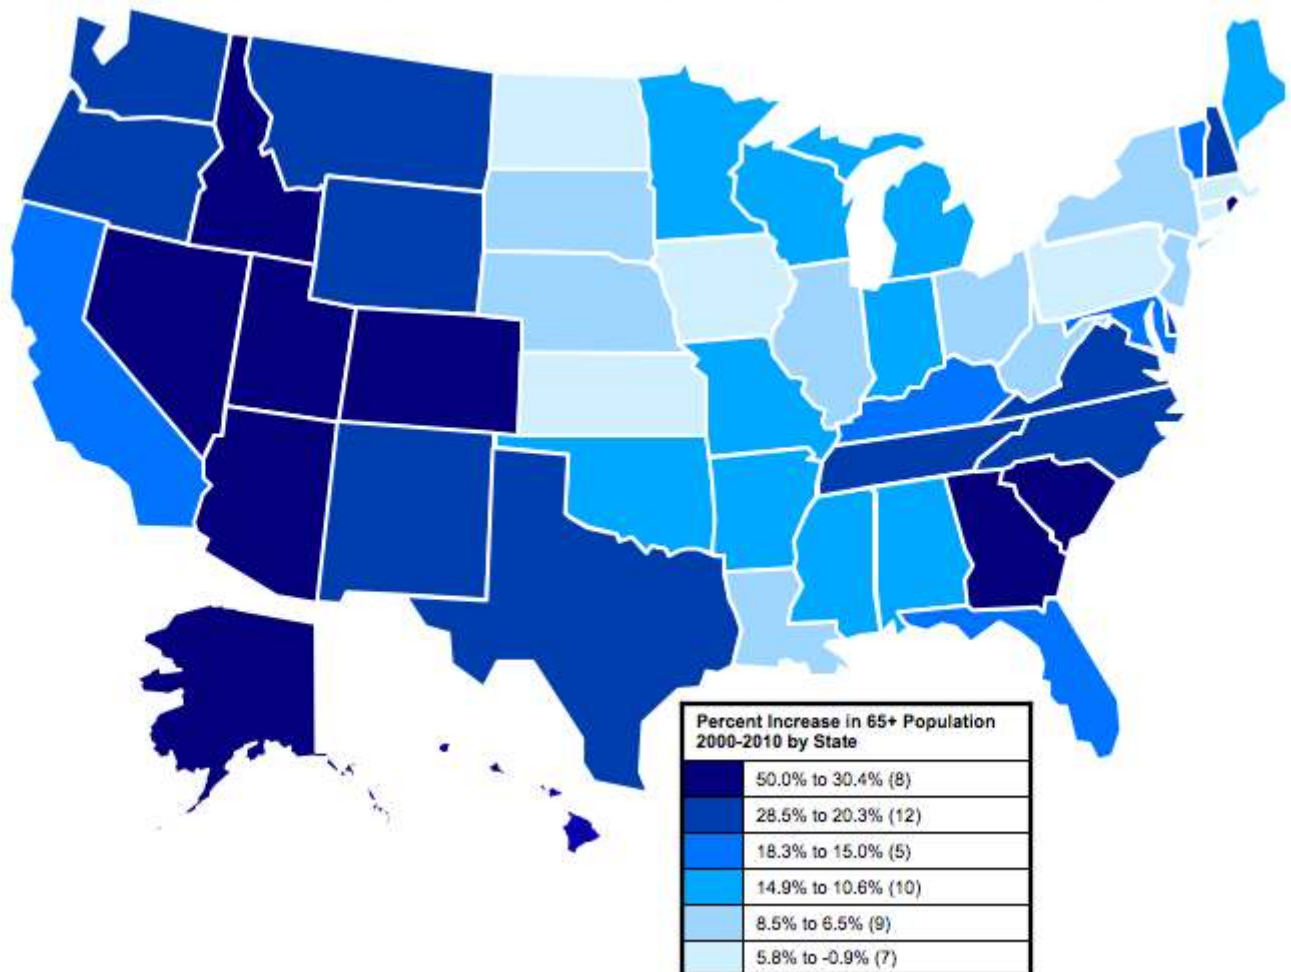 Percent Increase in 65+ Population
2000-2010 by State
50.0% to 30.4% (8)
28.5% to 20.3% (12)
18.3% to 15.0% (5)
14.9% to 10.6% (10)
8.5% to 6.5% (9)
5.8% to -0.9% (7)